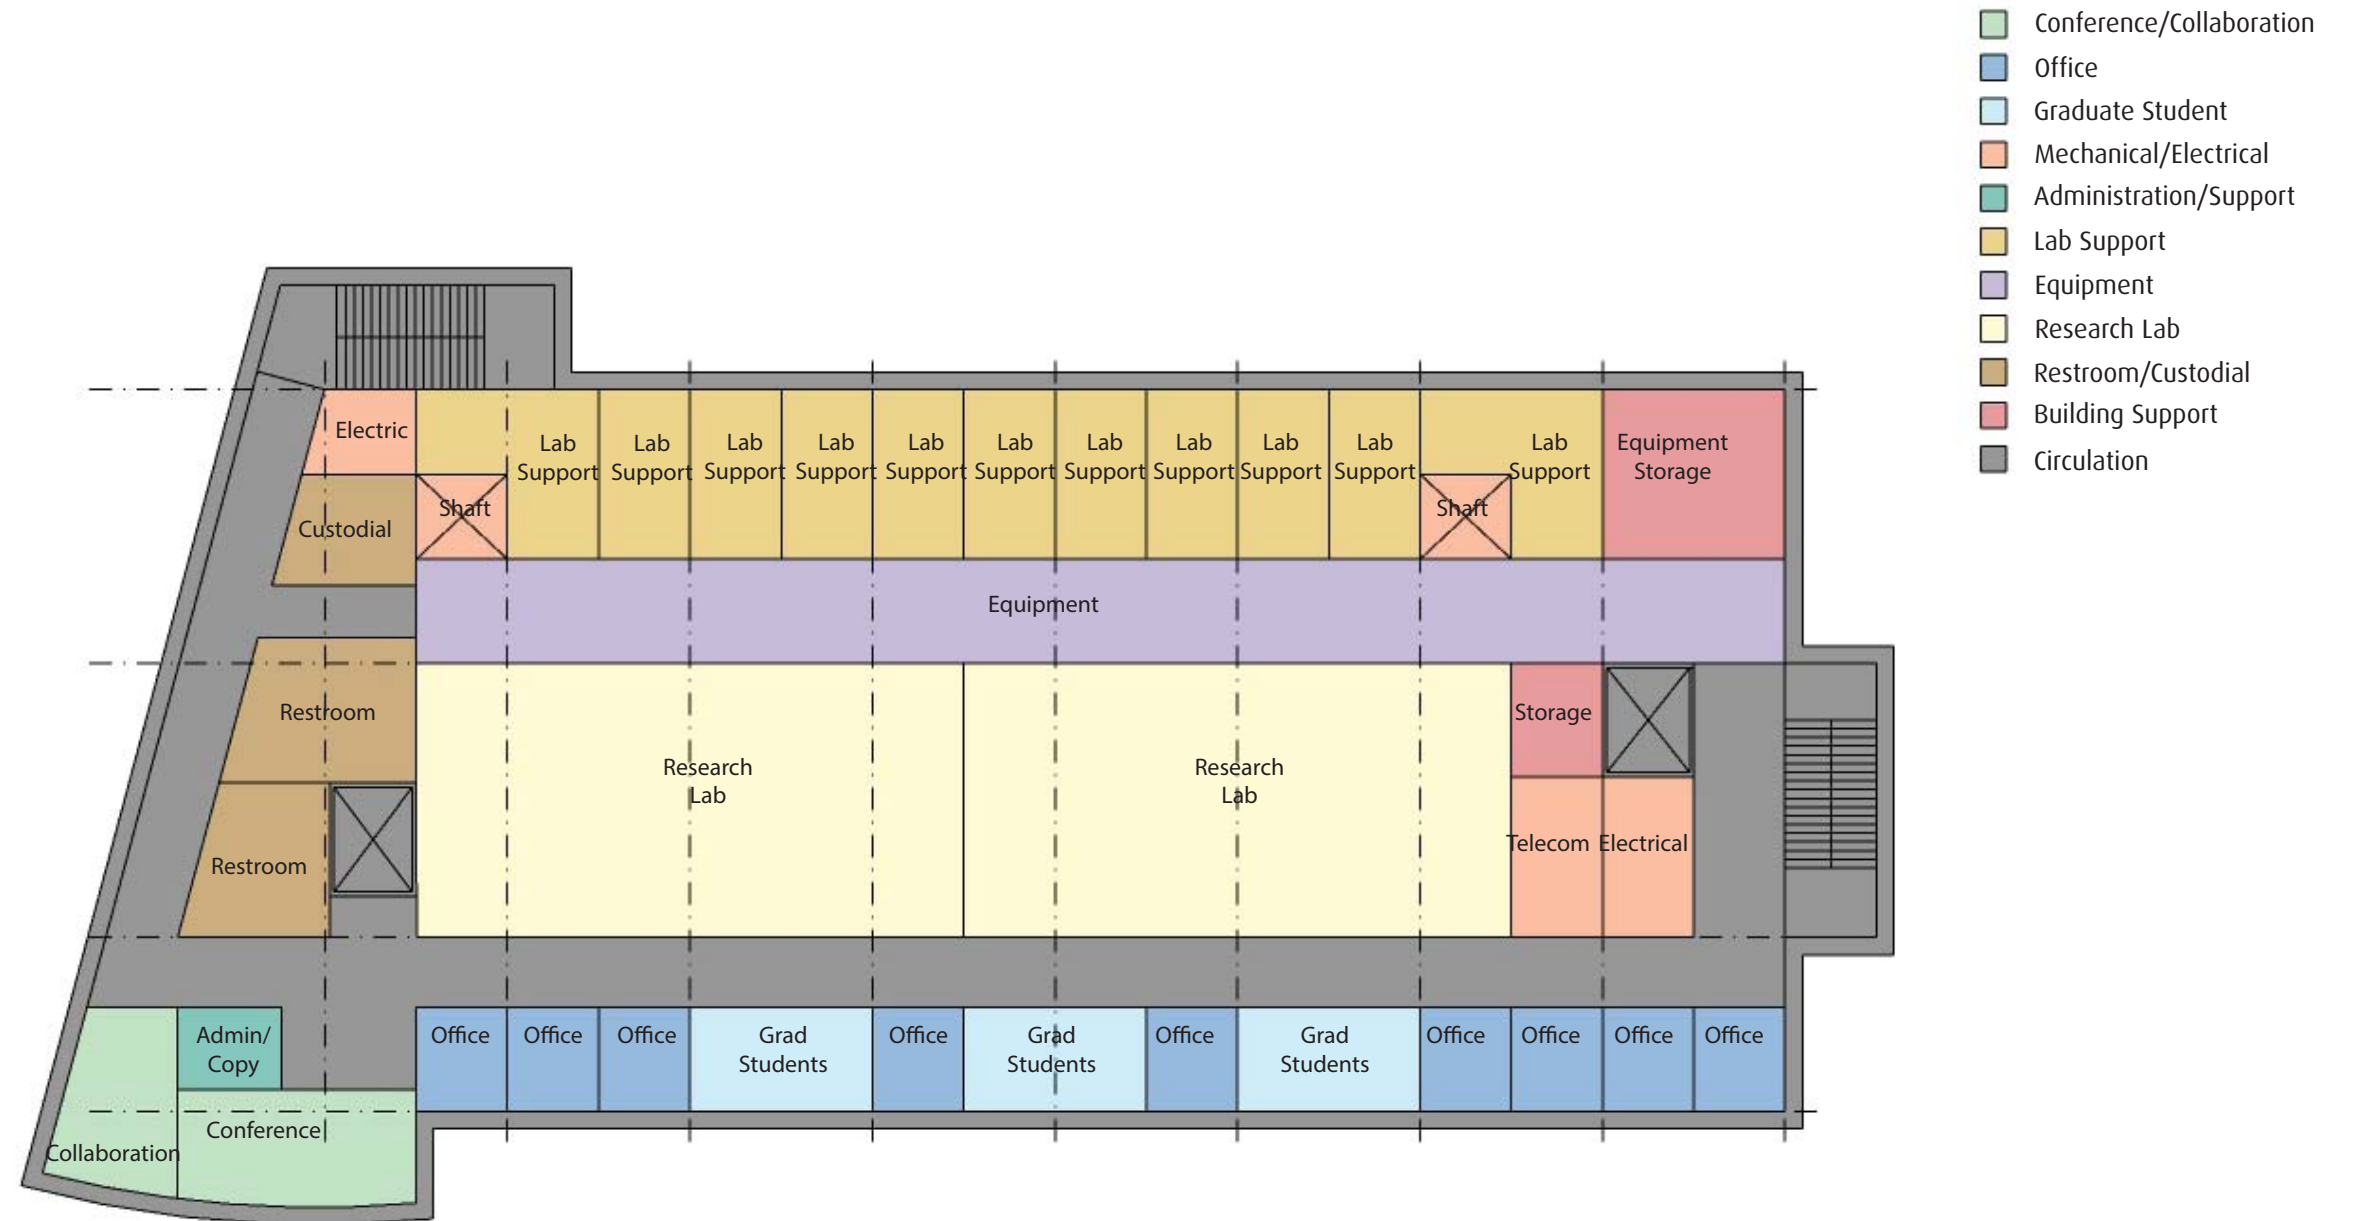 Conference/Collaboration
Office
Graduate Student
Mechanical/Electrical
Administration/Support
Lab Support
Equipment
Research Lab
Restroom/Custodial
Building Support
Circulation
Electric
Lab
Support
Lab
Support
Lab
Support
Lab
Support
Lab
Support
Lab
Support
Lab
Support
Lab
Support
Lab
Support
Lab
Support
Lab
Support
Equipment
Storage
Shaft
Shaft
Custodial
Equipment
Restroom
Storage
Research
Lab
Research
Lab
Restroom
Telecom
Electrical
Admin/
Copy
Office
Office
Office
Grad
Students
Office
Grad
Students
Office
Grad
Students
Office
Office
Office
Office
Conference
Collaboration